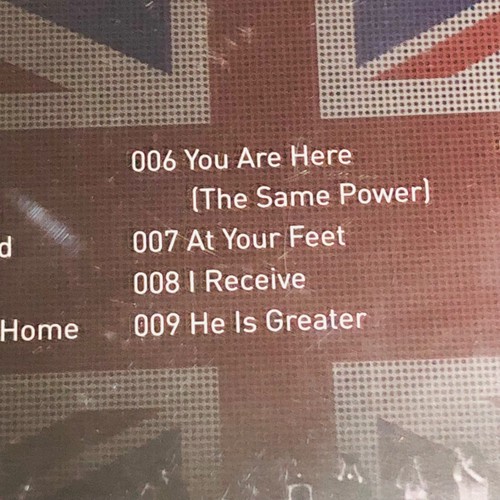 006 You Are Here
(The Same Power)
d
007 At Your Feet
008 I Receive
Home
009 He Is Greater